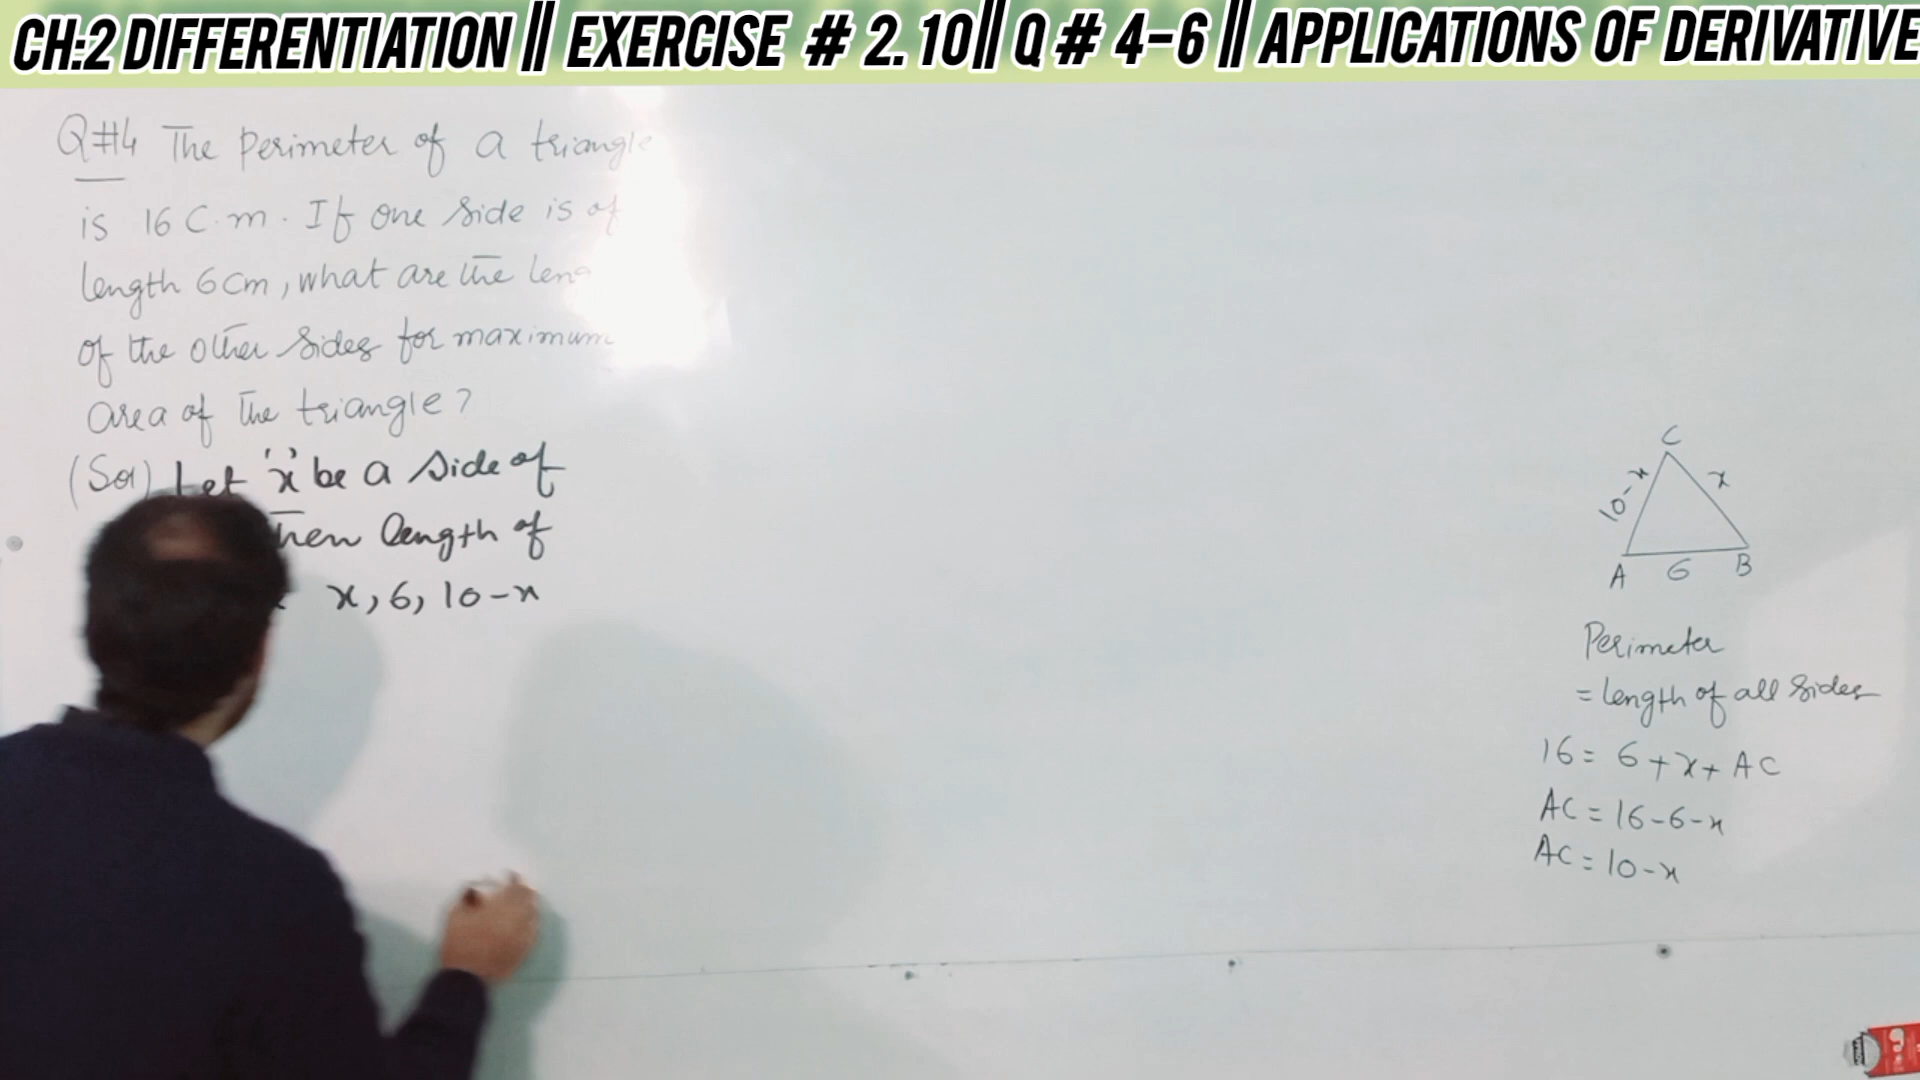 CH:2 DIFFERENTIATION || EXERCISE # 2.10|| Q # 4-6 || APPLICATIONS OF DERIVATIVE
Q#4 The Perimeter of a triangle
is 16 C.m. If one side is of
length 6cm, what are the
of the other sides for maximum
area of the triangle?
(Sol) Let 'x' be a side of
length of
x, 6, 10-x
C
10-x
x
A 6 B
Perimeter
= length of all sides
16 = 6+x+AC
AC = 16-6-x
AC = 10-x